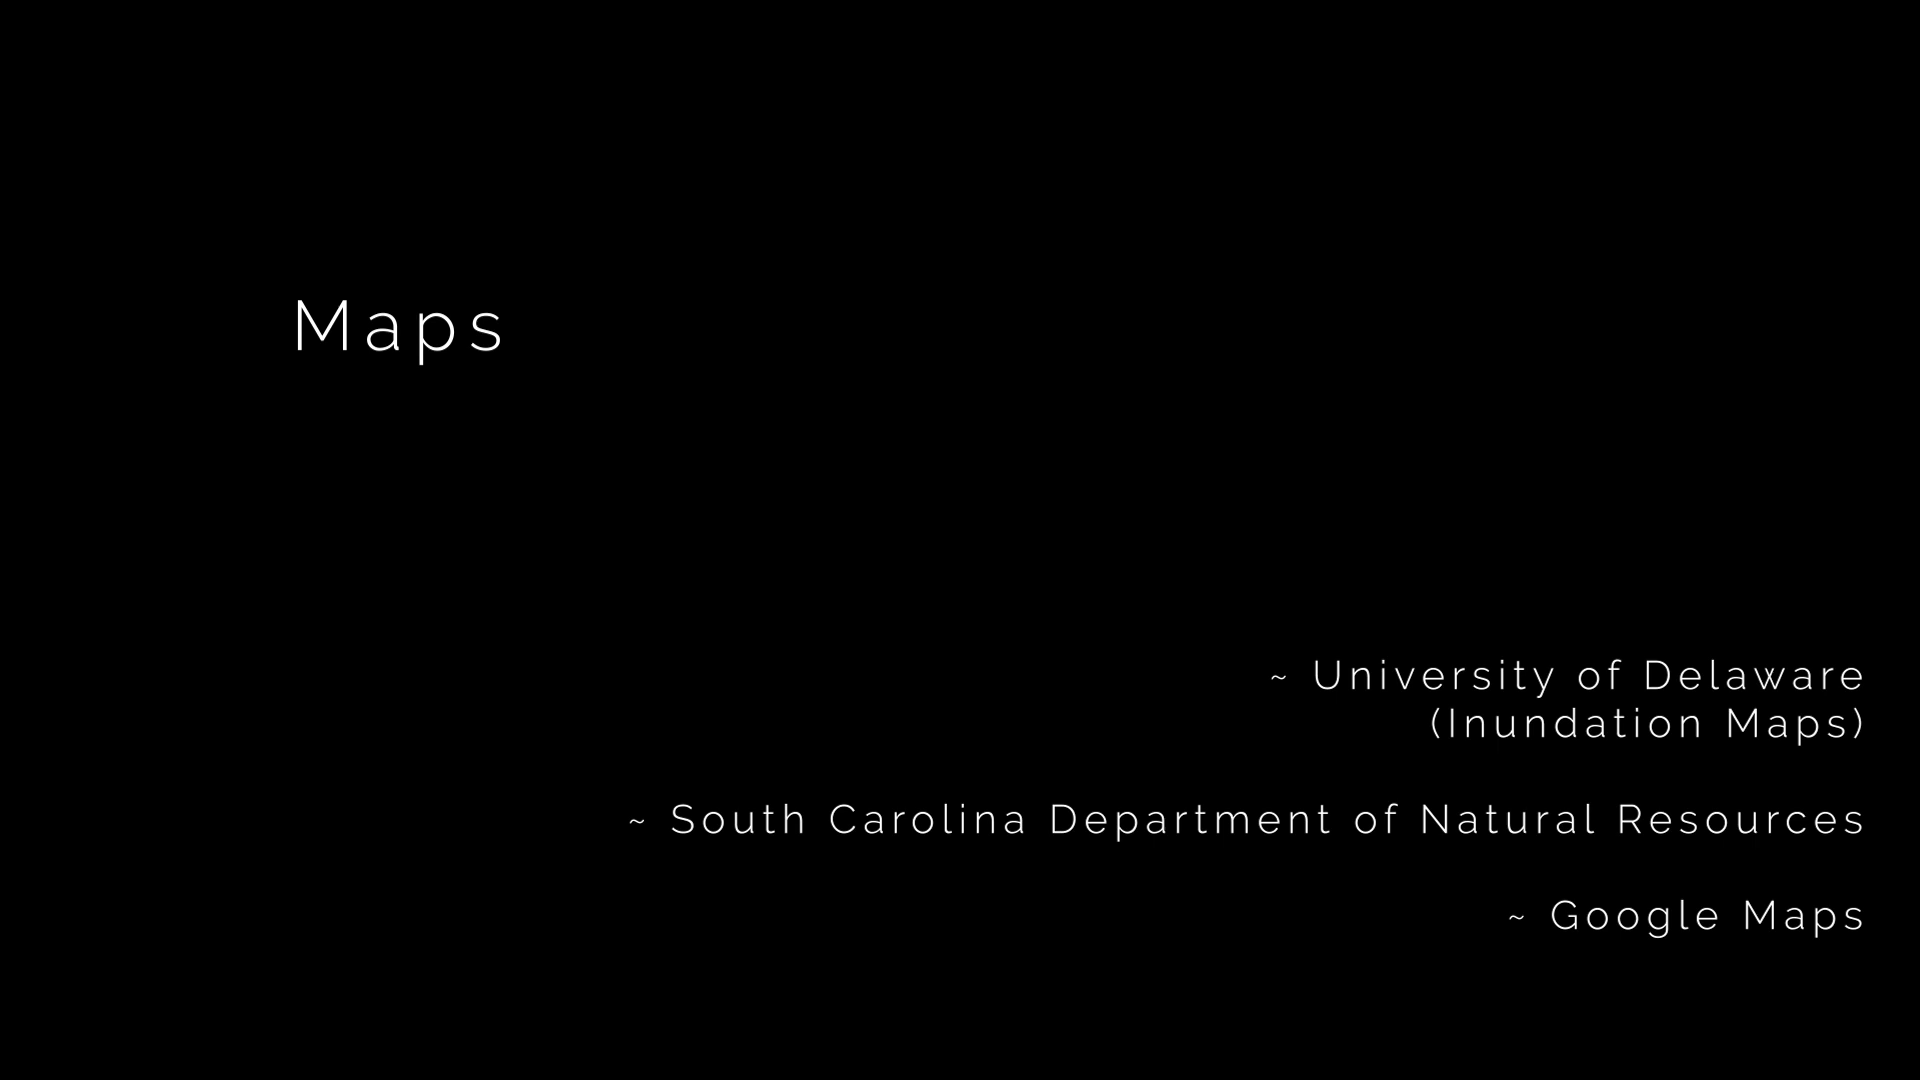 Maps
~ University of Delaware
(Inundation Maps)
~ South Carolina Department of Natural Resources
~ Google Maps